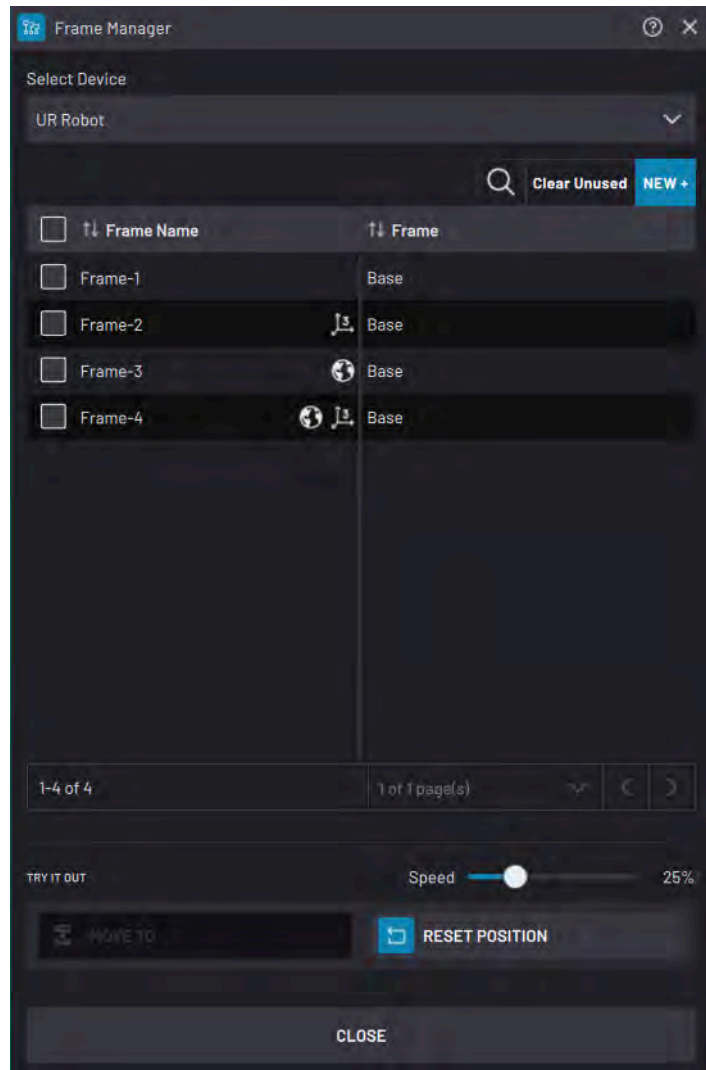 Frame Manager
Select Device
UR Robot
Clear Unused NEW +
Frame Name Frame
Frame-1 Base
Frame-2 3 Base
Frame-3 Base
Frame-4 3 Base
1-4 of 4 1 of 1 page(s)
TRY IT OUT Speed 25%
MOVE TO RESET POSITION
CLOSE